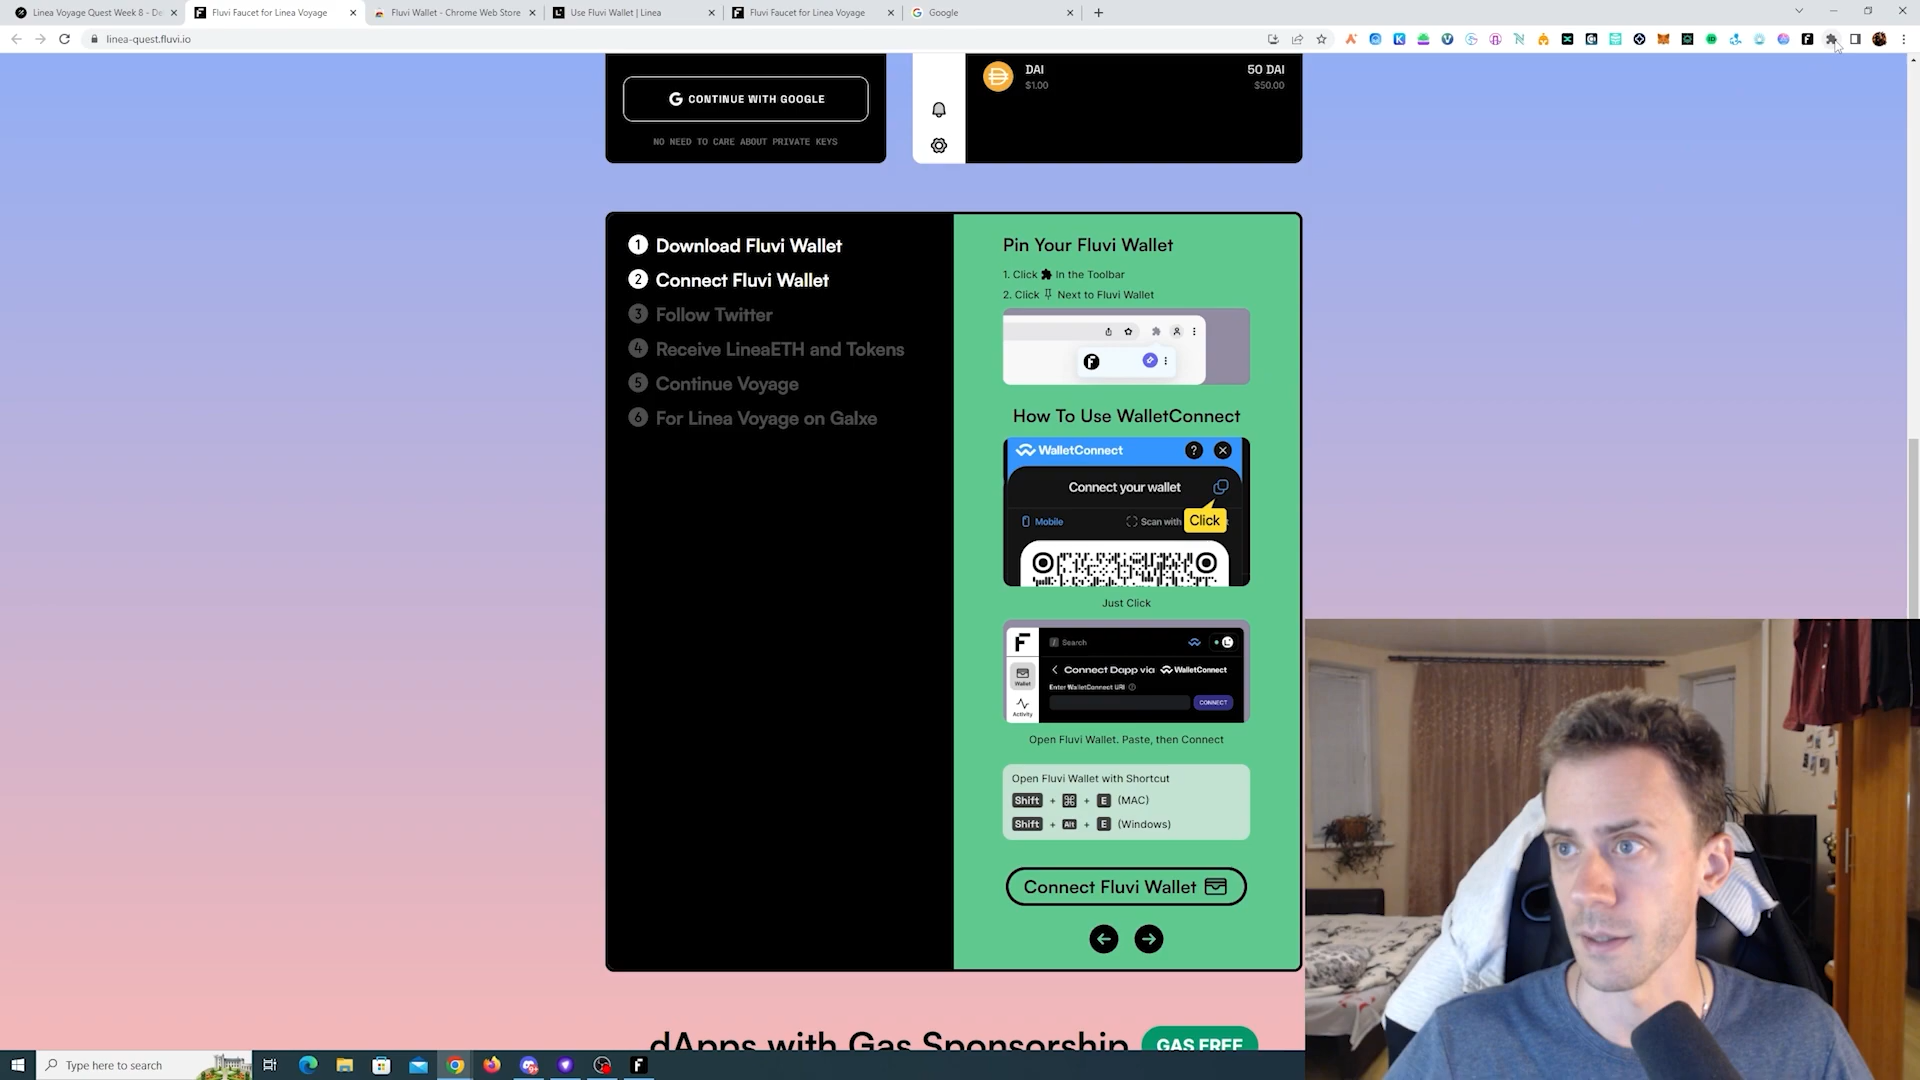 Linea Voyage Quest Week 8 - De
Fluvi Faucet for Linea Voyage
Fluvi Wallet - Chrome Web Store
Use Fluvi Wallet | Linea
Fluvi Faucet for Linea Voyage
Google
linea-quest.fluvi.io
CONTINUE WITH GOOGLE
NO NEED TO CARE ABOUT PRIVATE KEYS
DAI
50 DAI
$1.00
$50.00
1 Download Fluvi Wallet
2 Connect Fluvi Wallet
3 Follow Twitter
4 Receive LineaETH and Tokens
5 Continue Voyage
6 For Linea Voyage on Galxe
Pin Your Fluvi Wallet
1. Click In the Toolbar
2. Click Next to Fluvi Wallet
How To Use WalletConnect
WalletConnect
Connect your wallet
Mobile
Scan with
Click
Just Click
Search
Connect Dapp via WalletConnect
Enter WalletConnect URI
CONNECT
Wallet
Activity
Open Fluvi Wallet. Paste, then Connect
Open Fluvi Wallet with Shortcut
Shift + ⌘ + E (MAC)
Shift + Alt + E (Windows)
Connect Fluvi Wallet
dApps with Gas Sponsorship
GAS FREE
Type here to search